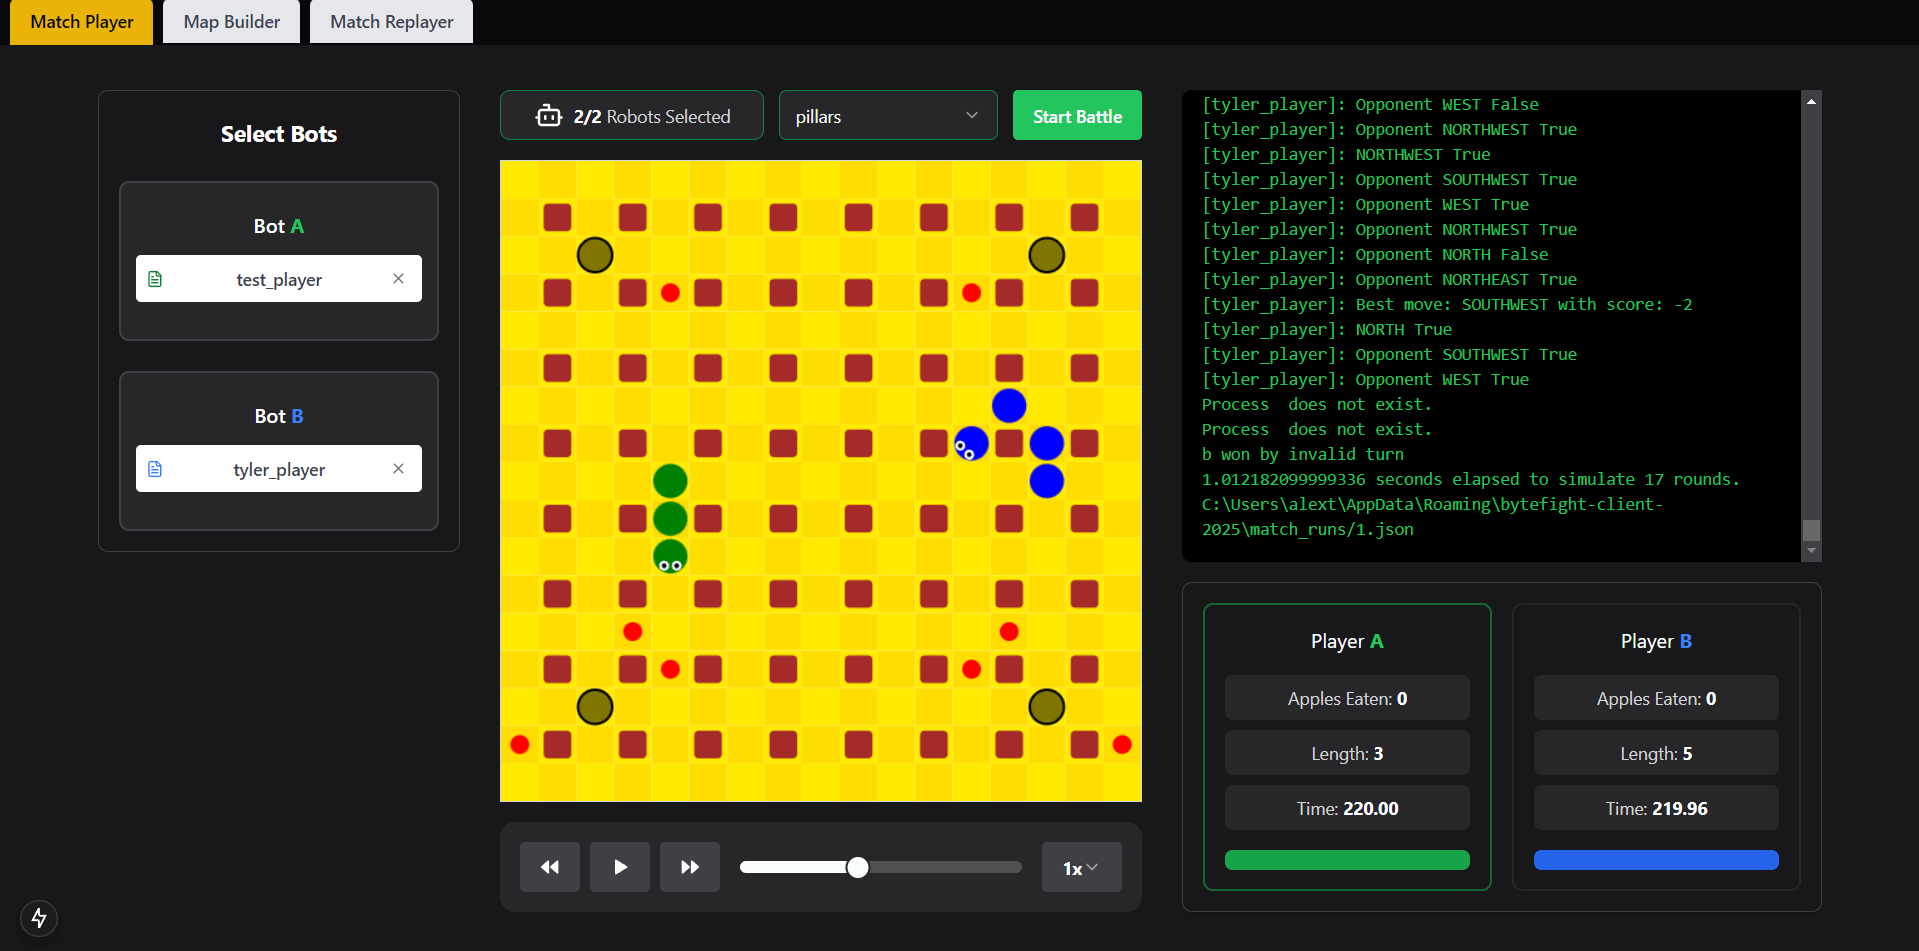 Match Player
Map Builder
Match Replayer
Select Bots
Bot A
test_player
Bot B
tyler_player
2/2 Robots Selected
pillars
Start Battle
1x
[tyler_player]: Opponent WEST False
[tyler_player]: Opponent NORTHWEST True
[tyler_player]: NORTHWEST True
[tyler_player]: Opponent SOUTHWEST True
[tyler_player]: Opponent WEST True
[tyler_player]: Opponent NORTHWEST True
[tyler_player]: Opponent NORTH False
[tyler_player]: Opponent NORTHEAST True
[tyler_player]: Best move: SOUTHWEST with score: -2
[tyler_player]: NORTH True
[tyler_player]: Opponent SOUTHWEST True
[tyler_player]: Opponent WEST True
Process  does not exist.
Process  does not exist.
b won by invalid turn
1.012182099999336 seconds elapsed to simulate 17 rounds.
C:\Users\alext\AppData\Roaming\bytefight-client-
2025\match_runs/1.json
Player A
Apples Eaten: 0
Length: 3
Time: 220.00
Player B
Apples Eaten: 0
Length: 5
Time: 219.96